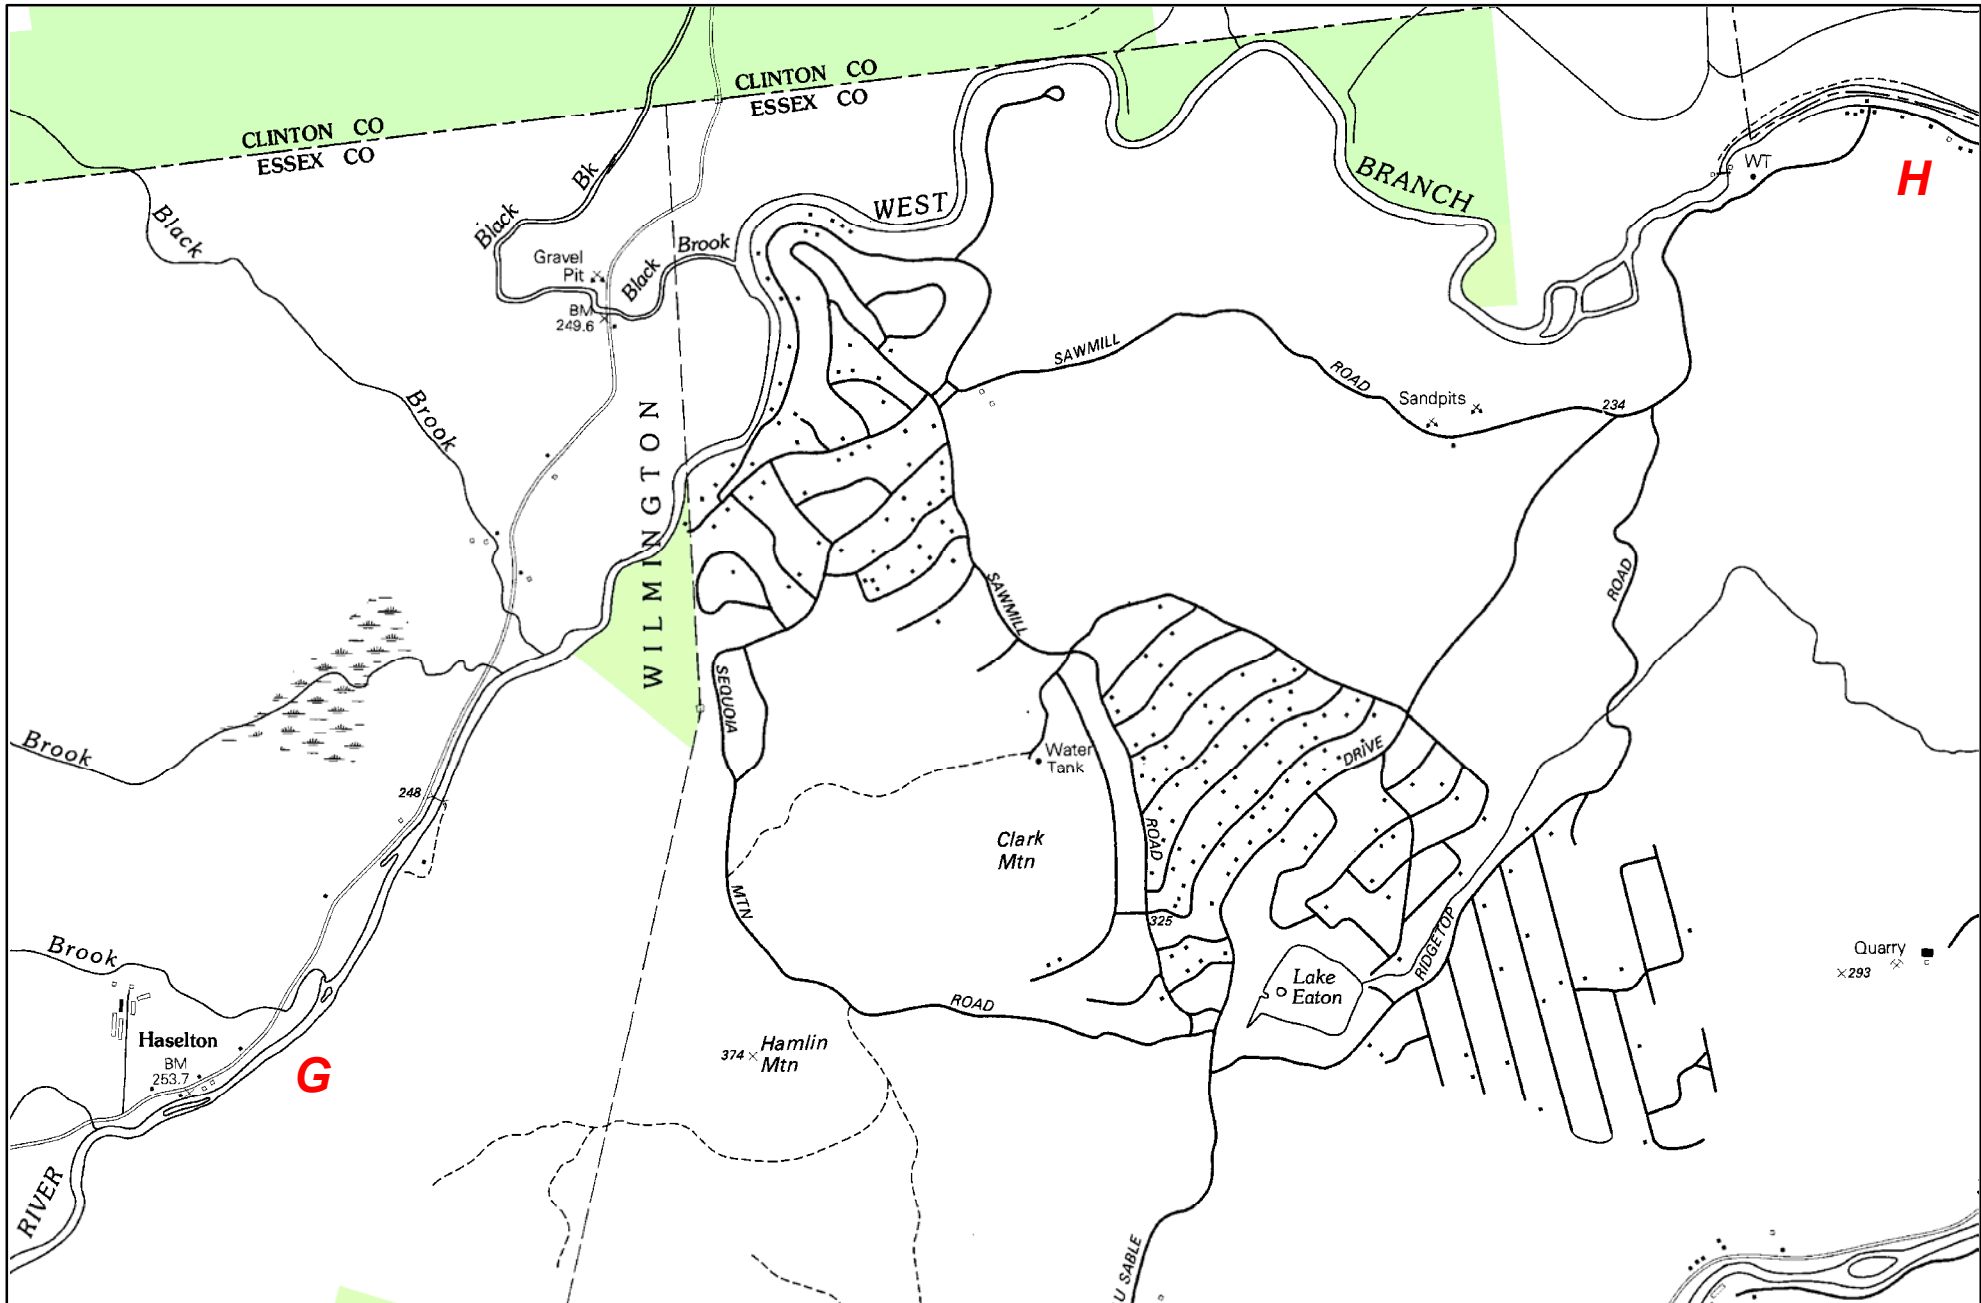 CLINTON CO
ESSEX CO
CLINTON CO
ESSEX CO
Black
Brook
Black
Bk
Gravel
Pit
BM
249.6
Black
Brook
WEST
BRANCH
WT
H
SAWMILL
ROAD
Sandpits
234
WILMINGTON
SAWMILL
ROAD
SEQUOIA
Water
Tank
DRIVE
Brook
248
Clark
Mtn
ROAD
MTN
325
RIDGETOP
Quarry
293
Brook
Lake
Eaton
ROAD
Haselton
BM
253.7
G
374
Hamlin
Mtn
RIVER
U SABLE